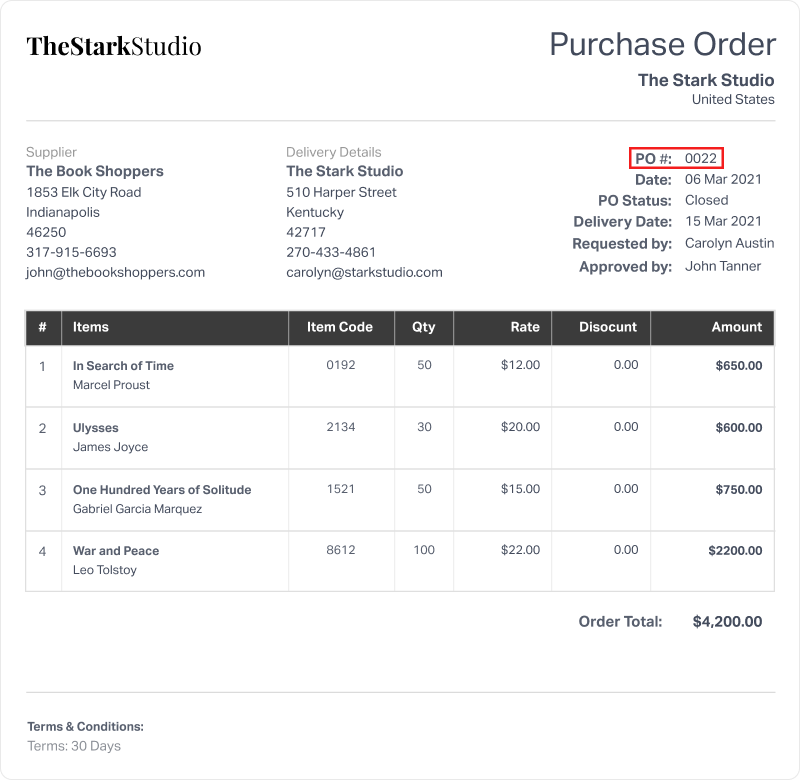 TheStarkStudio
Purchase Order
The Stark Studio
United States
Supplier
The Book Shoppers
1853 Elk City Road
Indianapolis
46250
317-915-6693
john@thebookshoppers.com
Delivery Details
The Stark Studio
510 Harper Street
Kentucky
42717
270-433-4861
carolyn@starkstudio.com
PO #: 0022
Date: 06 Mar 2021
PO Status: Closed
Delivery Date: 15 Mar 2021
Requested by: Carolyn Austin
Approved by: John Tanner
# Items Item Code Qty Rate Disocunt Amount
1 In Search of Time 0192 50 $12.00 0.00 $650.00
Marcel Proust
2 Ulysses 2134 30 $20.00 0.00 $600.00
James Joyce
3 One Hundred Years of Solitude 1521 50 $15.00 0.00 $750.00
Gabriel Garcia Marquez
4 War and Peace 8612 100 $22.00 0.00 $2200.00
Leo Tolstoy
Order Total: $4,200.00
Terms & Conditions:
Terms: 30 Days